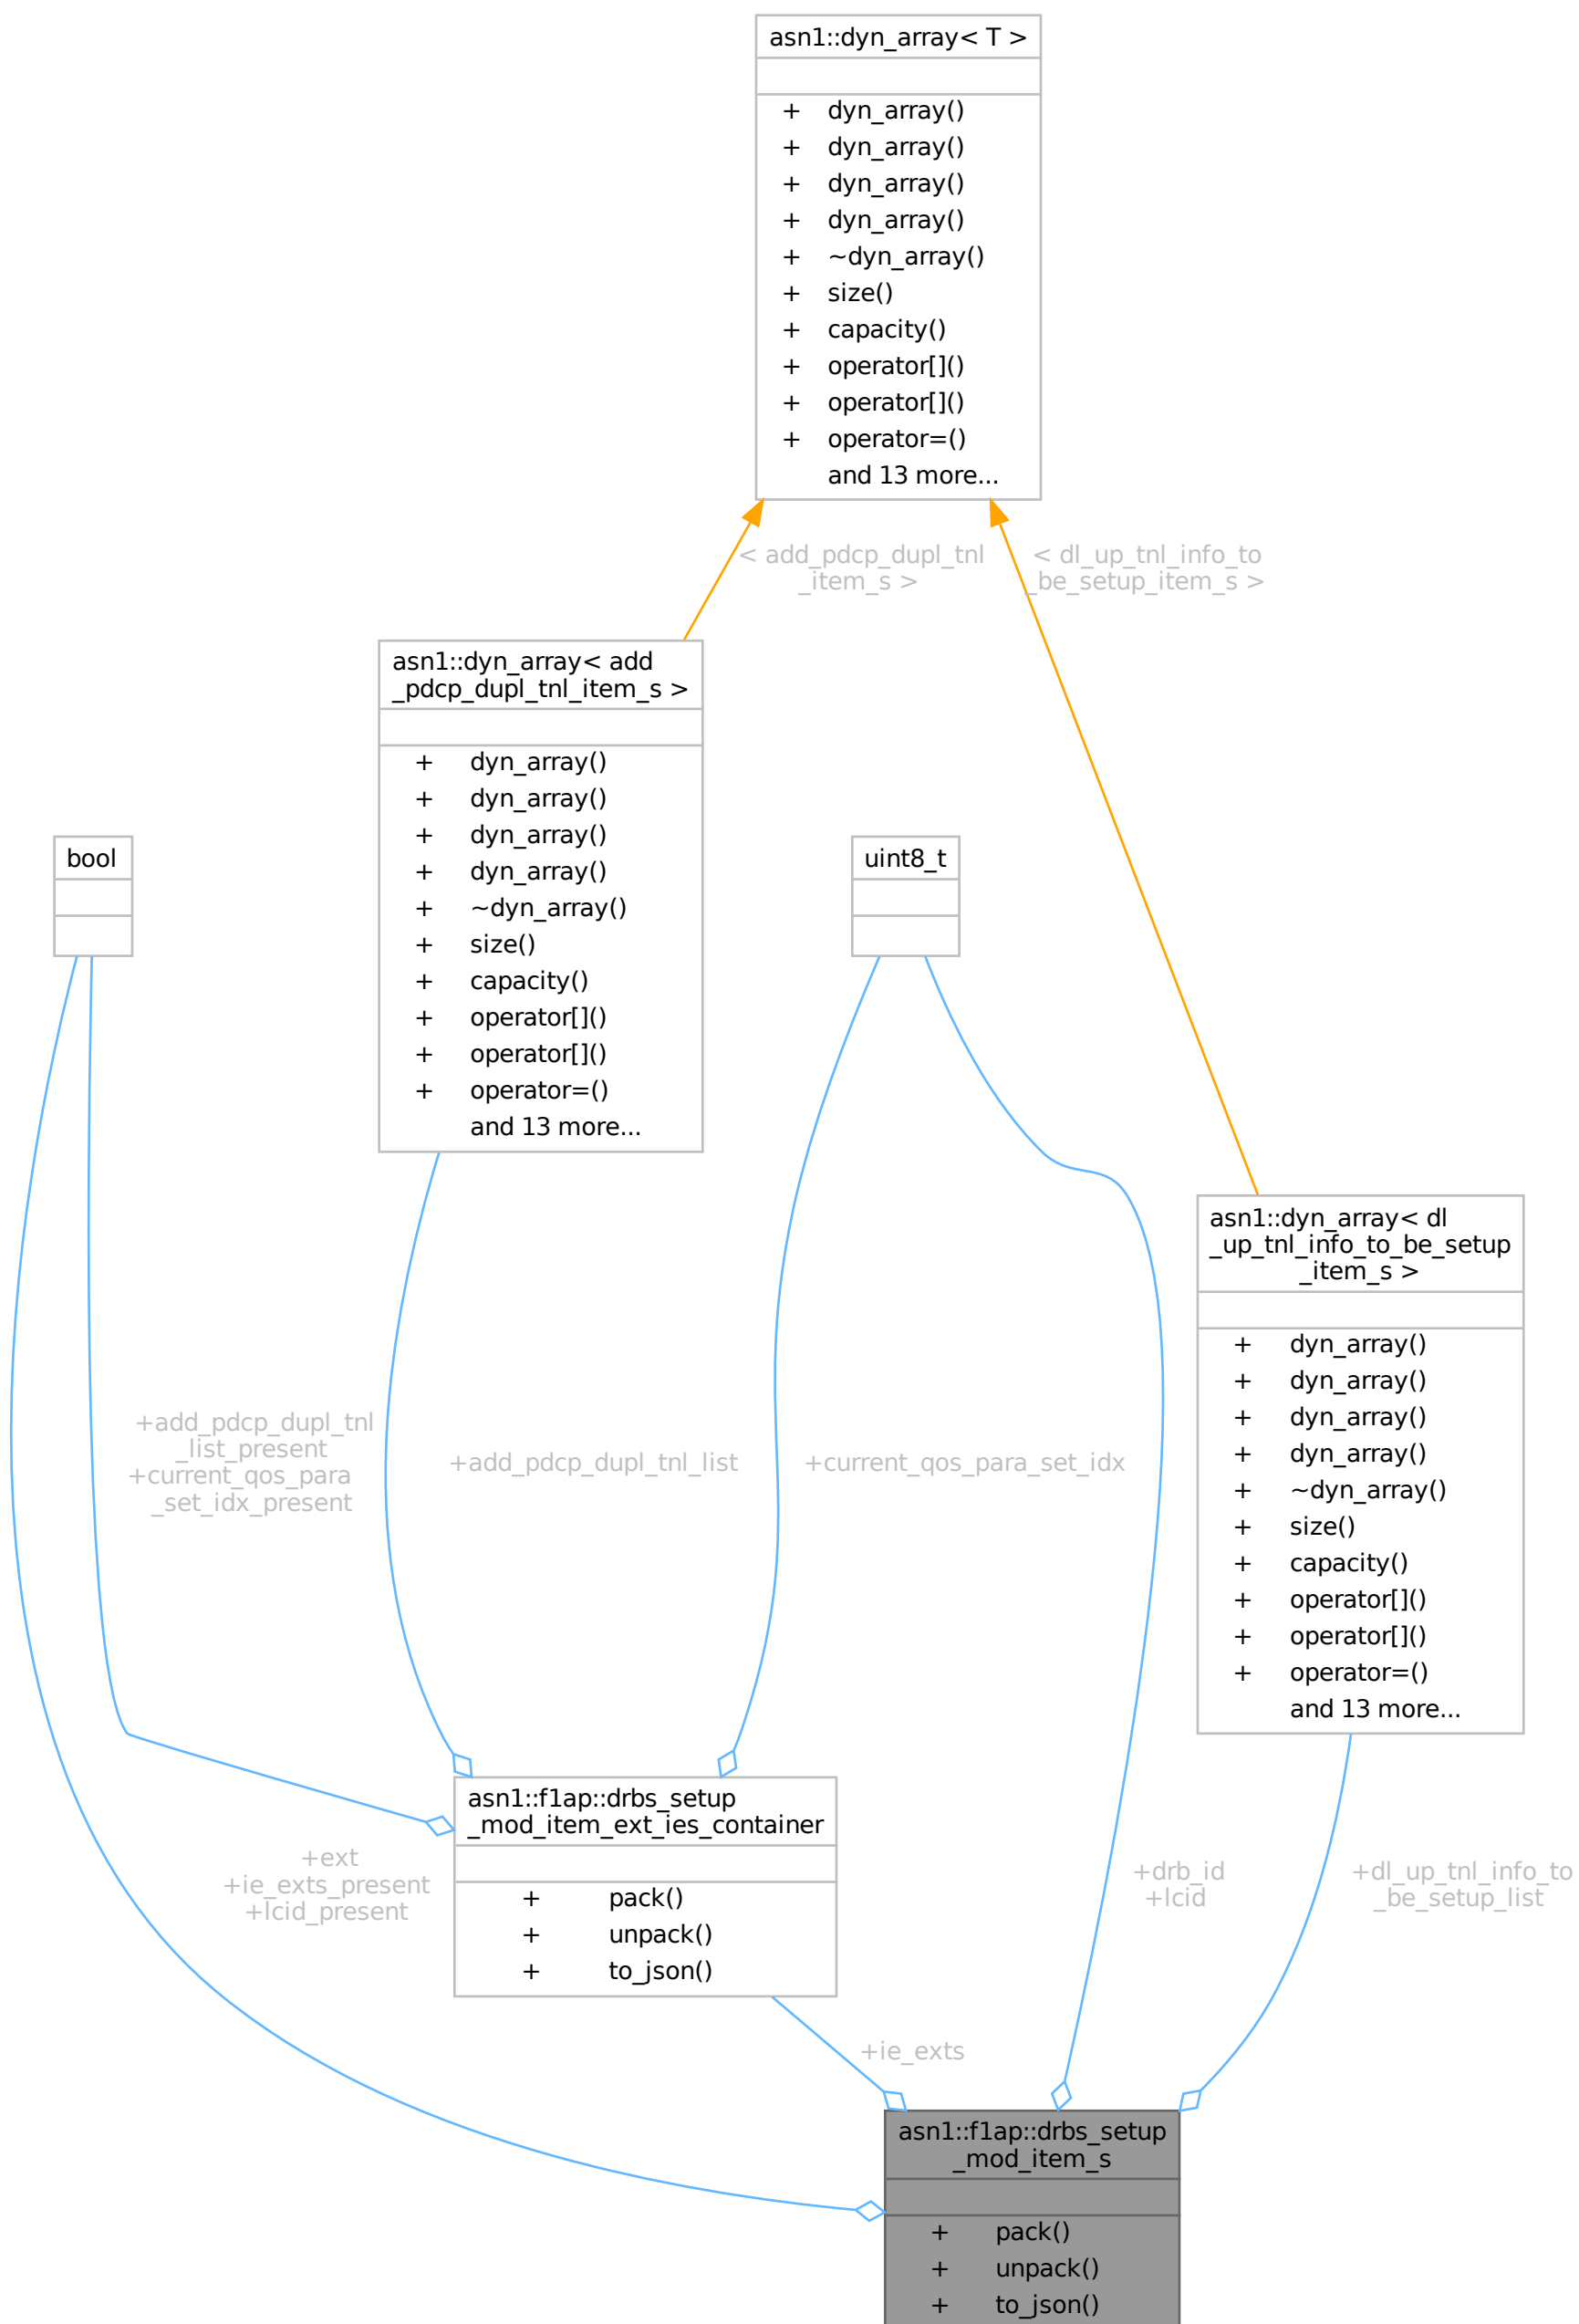 asn1::dyn_array< T >
+ dyn_array()
+ dyn_array()
+ dyn_array()
+ dyn_array()
+ ~dyn_array()
+ size()
+ capacity()
+ operator[]()
+ operator[]()
+ operator=()
and 13 more...
< add_pdcp_dupl_tnl
_item_s >
< dl_up_tnl_info_to
_be_setup_item_s >
asn1::dyn_array< add
_pdcp_dupl_tnl_item_s >
+ dyn_array()
+ dyn_array()
+ dyn_array()
+ dyn_array()
+ ~dyn_array()
+ size()
+ capacity()
+ operator[]()
+ operator[]()
+ operator=()
and 13 more...
bool
uint8_t
asn1::dyn_array< dl
_up_tnl_info_to_be_setup
_item_s >
+ dyn_array()
+ dyn_array()
+ dyn_array()
+ dyn_array()
+ ~dyn_array()
+ size()
+ capacity()
+ operator[]()
+ operator[]()
+ operator=()
and 13 more...
+add_pdcp_dupl_tnl
_list_present
+current_qos_para
_set_idx_present
+add_pdcp_dupl_tnl_list
+current_qos_para_set_idx
asn1::f1ap::drbs_setup
_mod_item_ext_ies_container
+ pack()
+ unpack()
+ to_json()
+ext
+ie_exts_present
+lcid_present
+drb_id
+lcid
+dl_up_tnl_info_to
_be_setup_list
+ie_exts
asn1::f1ap::drbs_setup
_mod_item_s
+ pack()
+ unpack()
+ to_json()